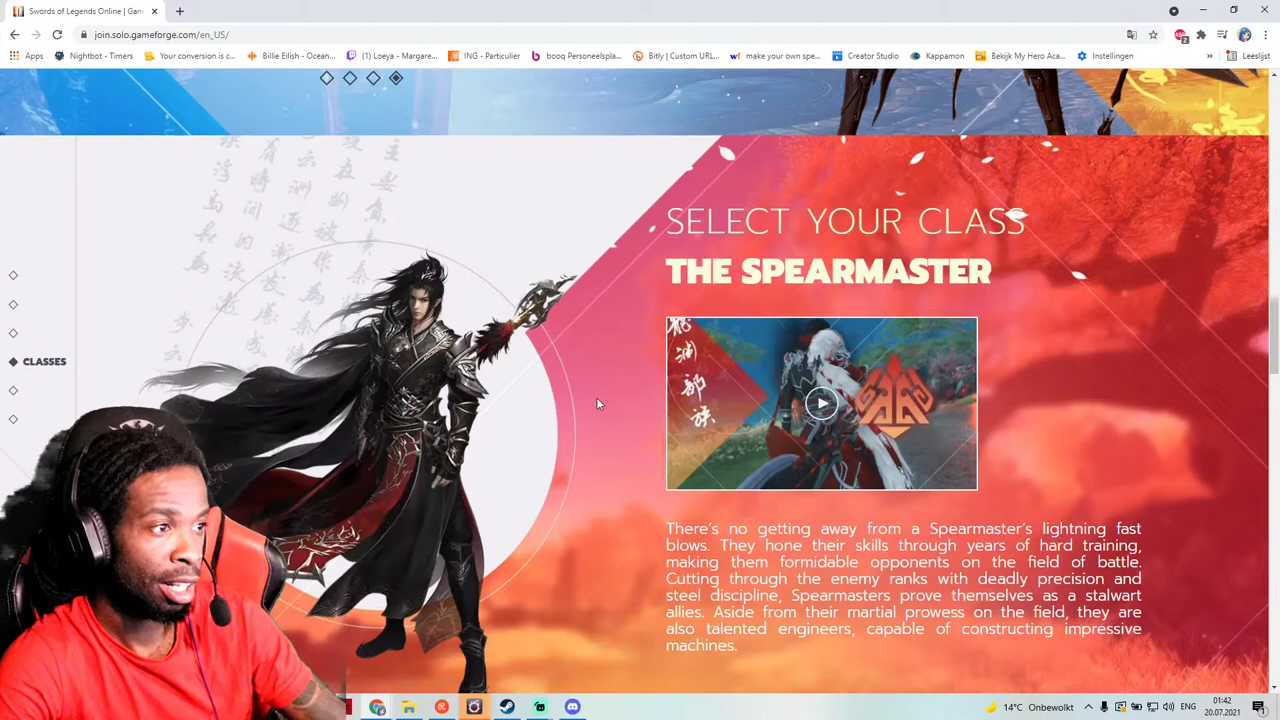 Swords of Legends Online | Gam
join.solo.gameforge.com/en_US/
Apps
Nightbot - Timers
Your conversion is c...
Billie Eilish - Ocean...
(1) Loeya - Margare...
ING - Particulier
booq Personeelspla...
Bitly | Custom URL...
make your own spe...
Creator Studio
Kappamon
Bekijk My Hero Aca...
Instellingen
»
Leeslijst
SELECT YOUR CLASS
THE SPEARMASTER
CLASSES
There's no getting away from a Spearmaster's lightning fast
blows. They hone their skills through years of hard training,
making them formidable opponents on the field of battle.
Cutting through the enemy ranks with deadly precision and
steel discipline, Spearmasters prove themselves as a stalwart
allies. Aside from their martial prowess on the field, they are
also talented engineers, capable of constructing impressive
machines.
14°C Onbewolkt
ENG
01:42
20.07.2021